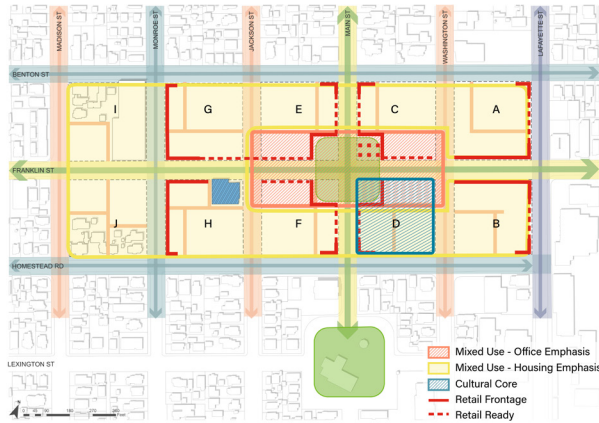 MADISON ST
MONROE ST
JACKSON ST
MAIN ST
WASHINGTON ST
LAFAYETTE ST
BENTON ST
I
G
E
C
A
FRANKLIN ST
J
H
F
D
B
HOMESTEAD RD
LEXINGTON ST
Mixed Use - Office Emphasis
Mixed Use - Housing Emphasis
Cultural Core
Retail Frontage
Retail Ready